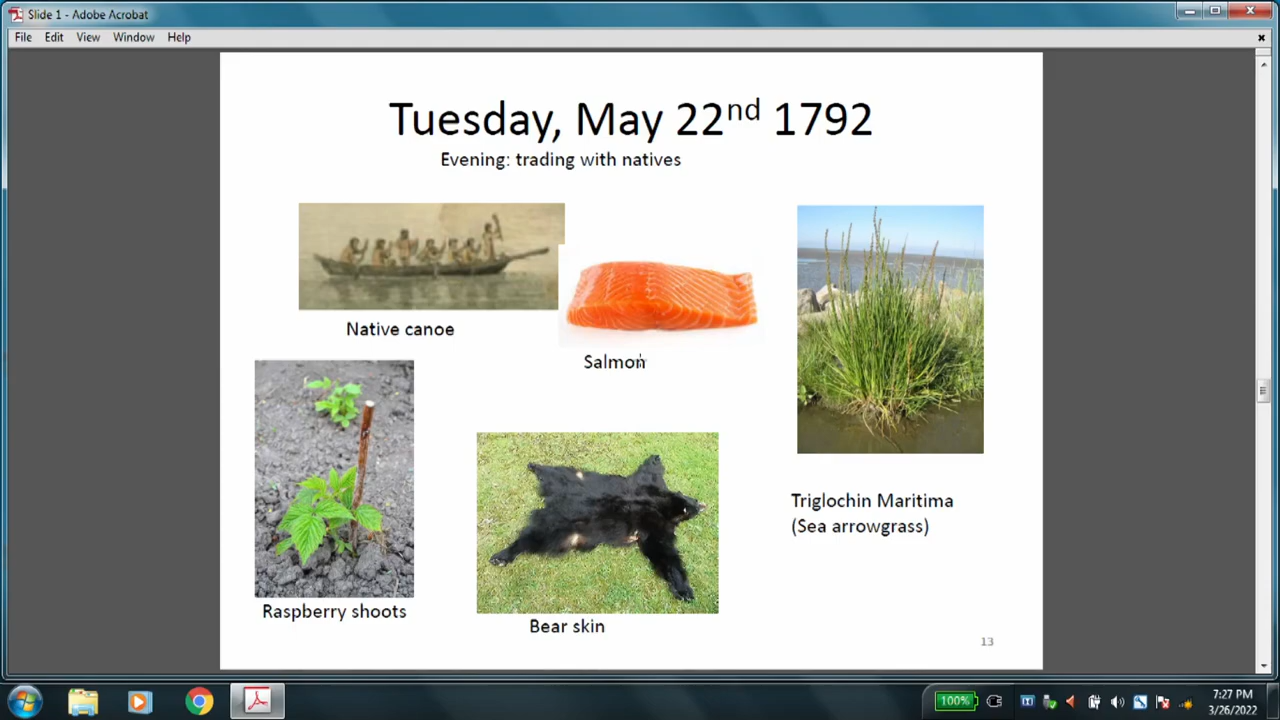 Slide 1 - Adobe Acrobat
File Edit View Window Help
Tuesday, May 22nd 1792
Evening: trading with natives
Native canoe
Salmon
Triglochin Maritima
(Sea arrowgrass)
Raspberry shoots
Bear skin
13
100%
7:27 PM
3/26/2022